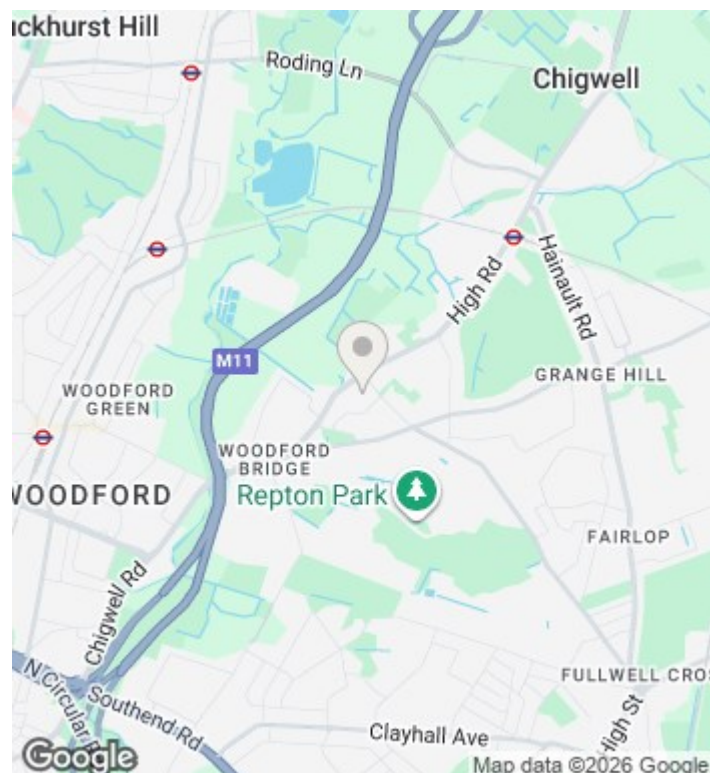 uckhurst Hill
Roding Ln
Chigwell
High Rd
Hainault Rd
M11
WOODFORD
GREEN
GRANGE HILL
WOODFORD
BRIDGE
WOODFORD
Repton Park
FAIRLOP
Chigwell Rd
FULLWELL CROS
N Circular R
Southend Rd
Clayhall Ave
High St
Google
Map data ©2026 Google